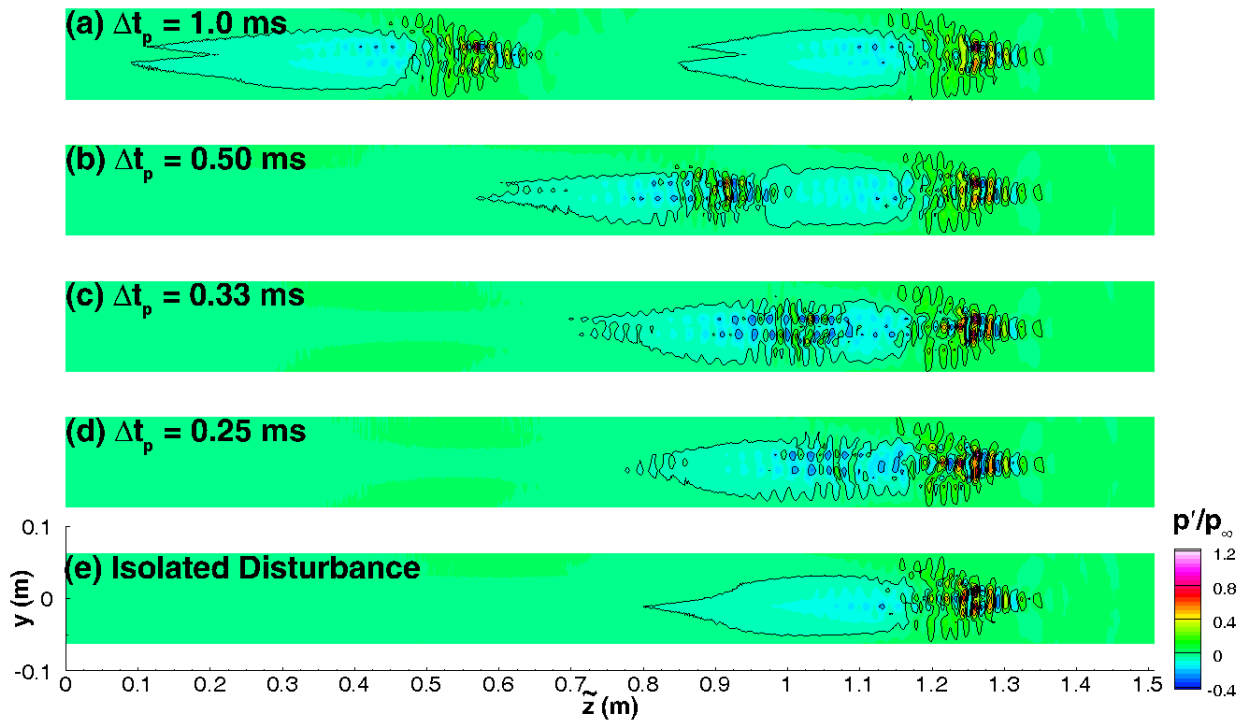 (a) Δtₚ = 1.0 ms
(b) Δtₚ = 0.50 ms
(c) Δtₚ = 0.33 ms
(d) Δtₚ = 0.25 ms
(e) Isolated Disturbance
p′/p∞
1.2
0.8
0.4
0
-0.4
0.1
0
-0.1
y (m)
0 0.1 0.2 0.3 0.4 0.5 0.6 0.7 0.8 0.9 1 1.1 1.2 1.3 1.4 1.5
z̃ (m)